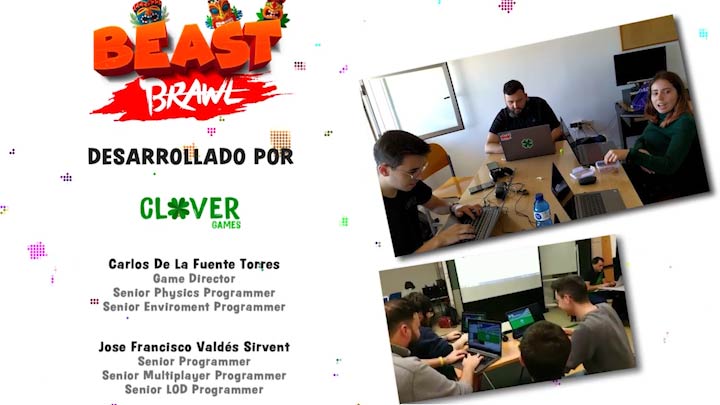 BEAST
BRAWL
DESARROLLADO POR
CLOVER
GAMES
Carlos De La Fuente Torres
Game Director
Senior Physics Programmer
Senior Enviroment Programmer
Jose Francisco Valdés Sirvent
Senior Programmer
Senior Multiplayer Programmer
Senior LOD Programmer